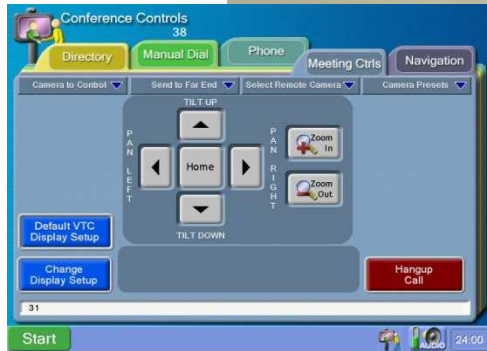 Conference Controls
38
Directory
Manual Dial
Phone
Meeting Ctrls
Navigation
Camera to Control
Send to Far End
Select Remote Camera
Camera Presets
TILT UP
PAN LEFT
Home
PAN RIGHT
Zoom
In
Zoom
Out
TILT DOWN
Default VTC
Display Setup
Change
Display Setup
Hangup
Call
31
Start
AUDIO
24:00